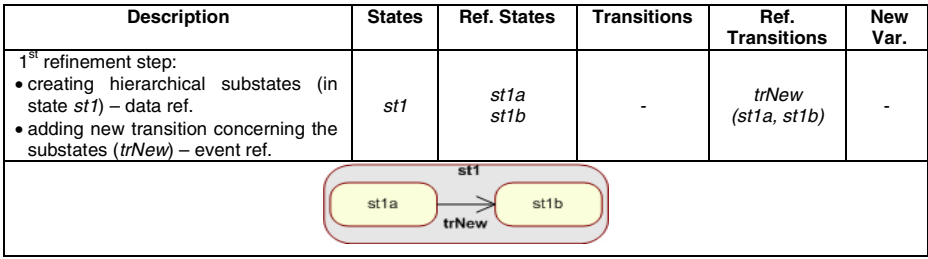 Description States Ref. States Transitions Ref. Transitions New Var.
1st refinement step:
• creating hierarchical substates (in
state st1) – data ref.
• adding new transition concerning the
substates (trNew) – event ref.
st1
st1a
st1b
-
trNew
(st1a, st1b)
-
st1
st1a
st1b
trNew